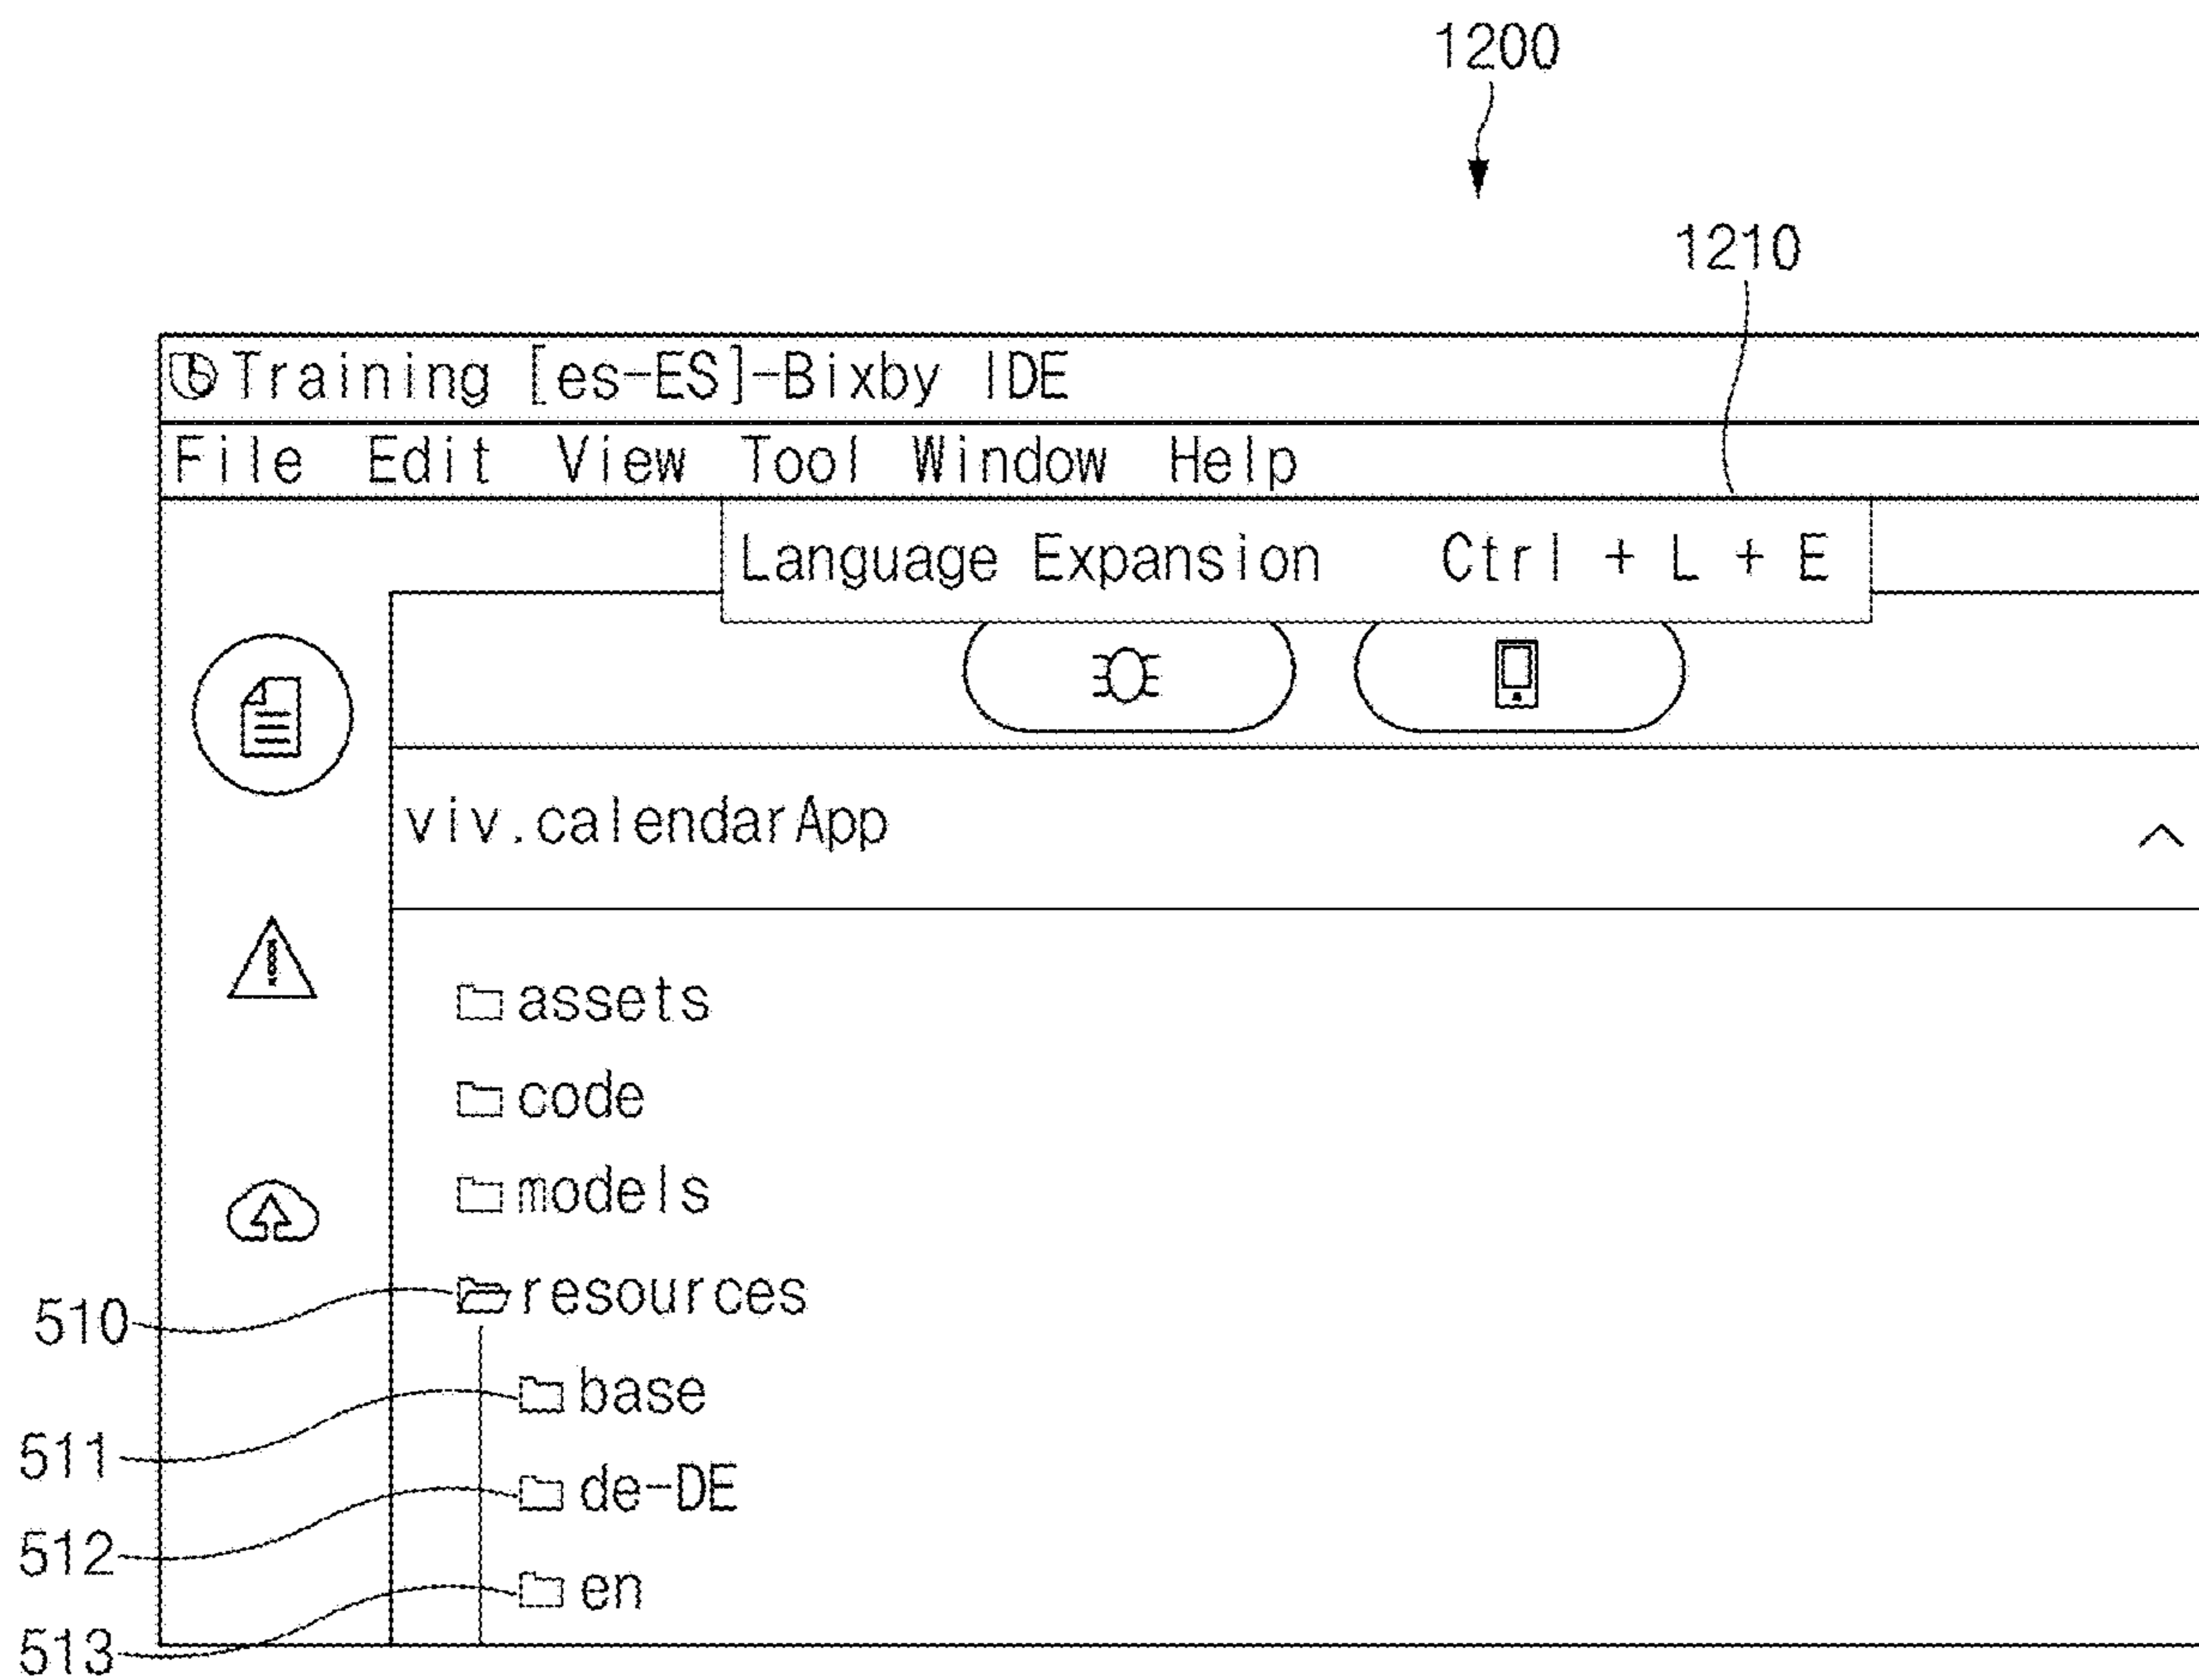 1200
1210
Training [es-ES]-Bixby IDE
File Edit View Tool Window Help
Language Expansion Ctrl + L + E
viv.calendarApp
assets
code
models
510 resources
511 base
512 de-DE
513 en